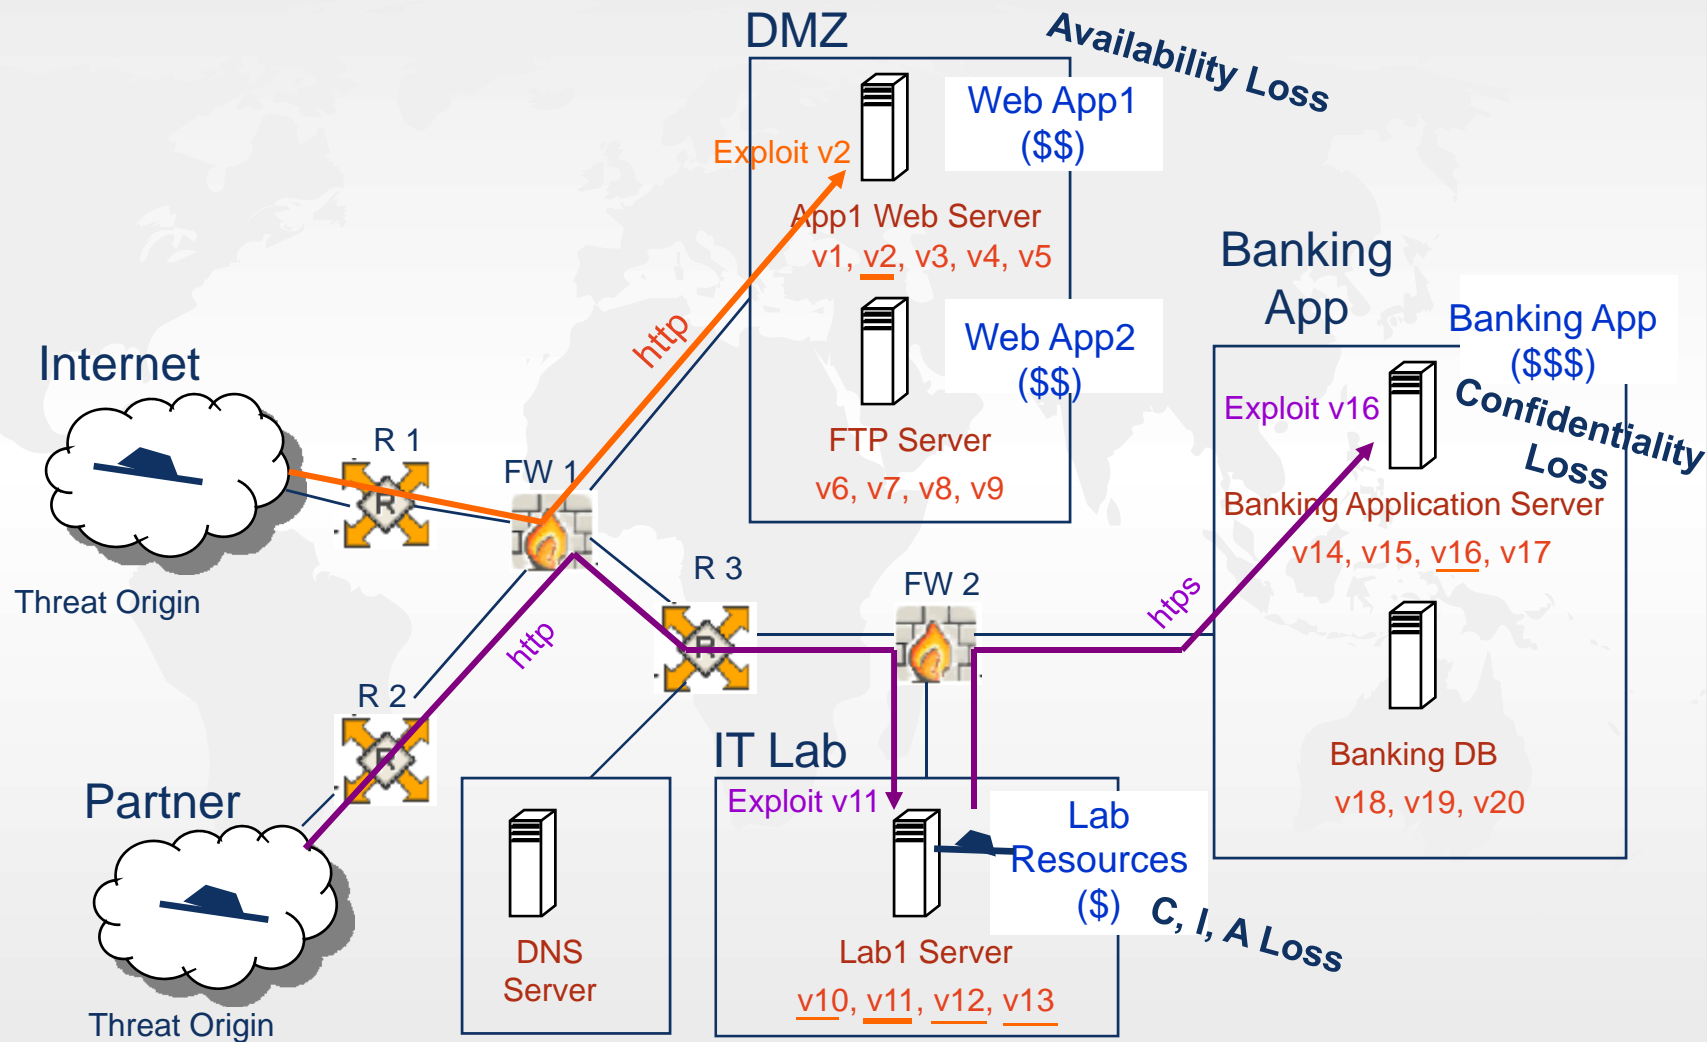 DMZ
Availability Loss
Web App1
($$)
Exploit v2
App1 Web Server
v1, v2, v3, v4, v5
http
Web App2
($$)
FTP Server
v6, v7, v8, v9
Internet
R 1
R
FW 1
Threat Origin
Banking
App
Banking App
($$$)
Exploit v16
Confidentiality
Loss
Banking Application Server
v14, v15, v16, v17
R 3
R
FW 2
htps
http
R 2
R
Banking DB
v18, v19, v20
Partner
Threat Origin
DNS
Server
IT Lab
Exploit v11
Lab
Resources
($)
C, I, A Loss
Lab1 Server
v10, v11, v12, v13